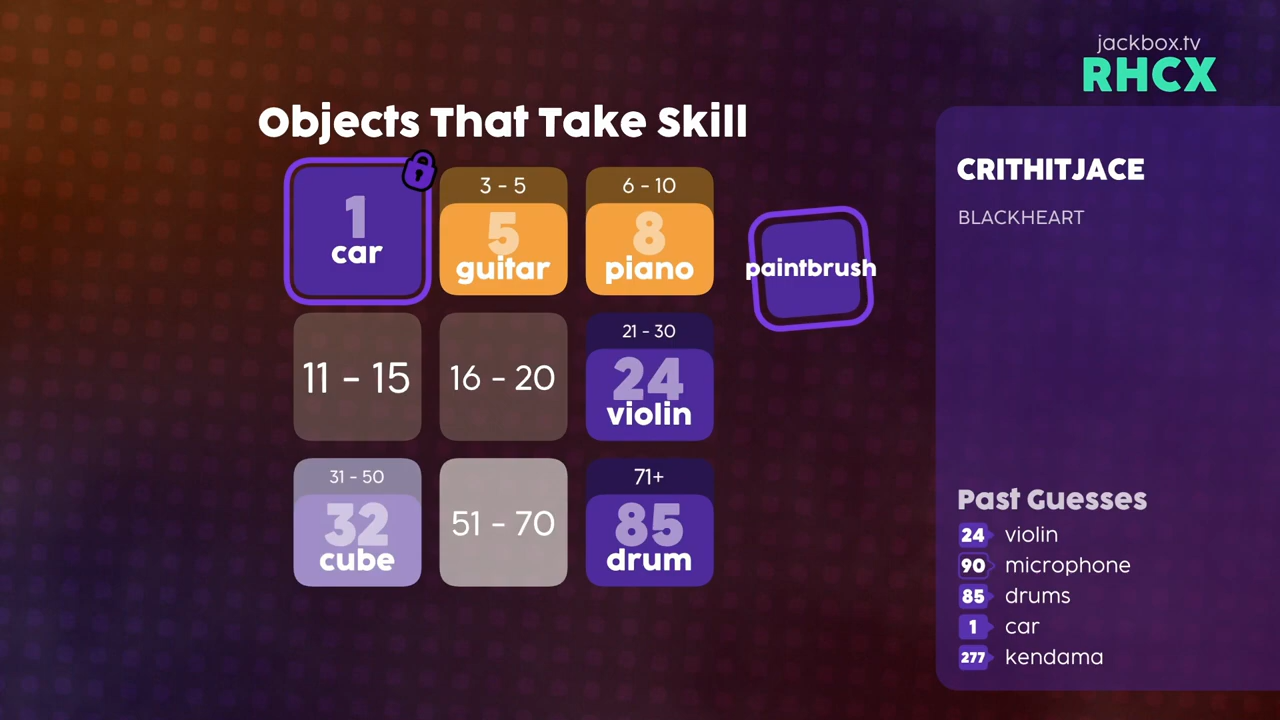 jackbox.tv
RHCX
Objects That Take Skill
1
car
3 - 5
5
guitar
6 - 10
8
piano
paintbrush
11 - 15
16 - 20
21 - 30
24
violin
31 - 50
32
cube
51 - 70
71+
85
drum
CRITHITJACE
BLACKHEART
Past Guesses
24 violin
90 microphone
85 drums
1 car
277 kendama